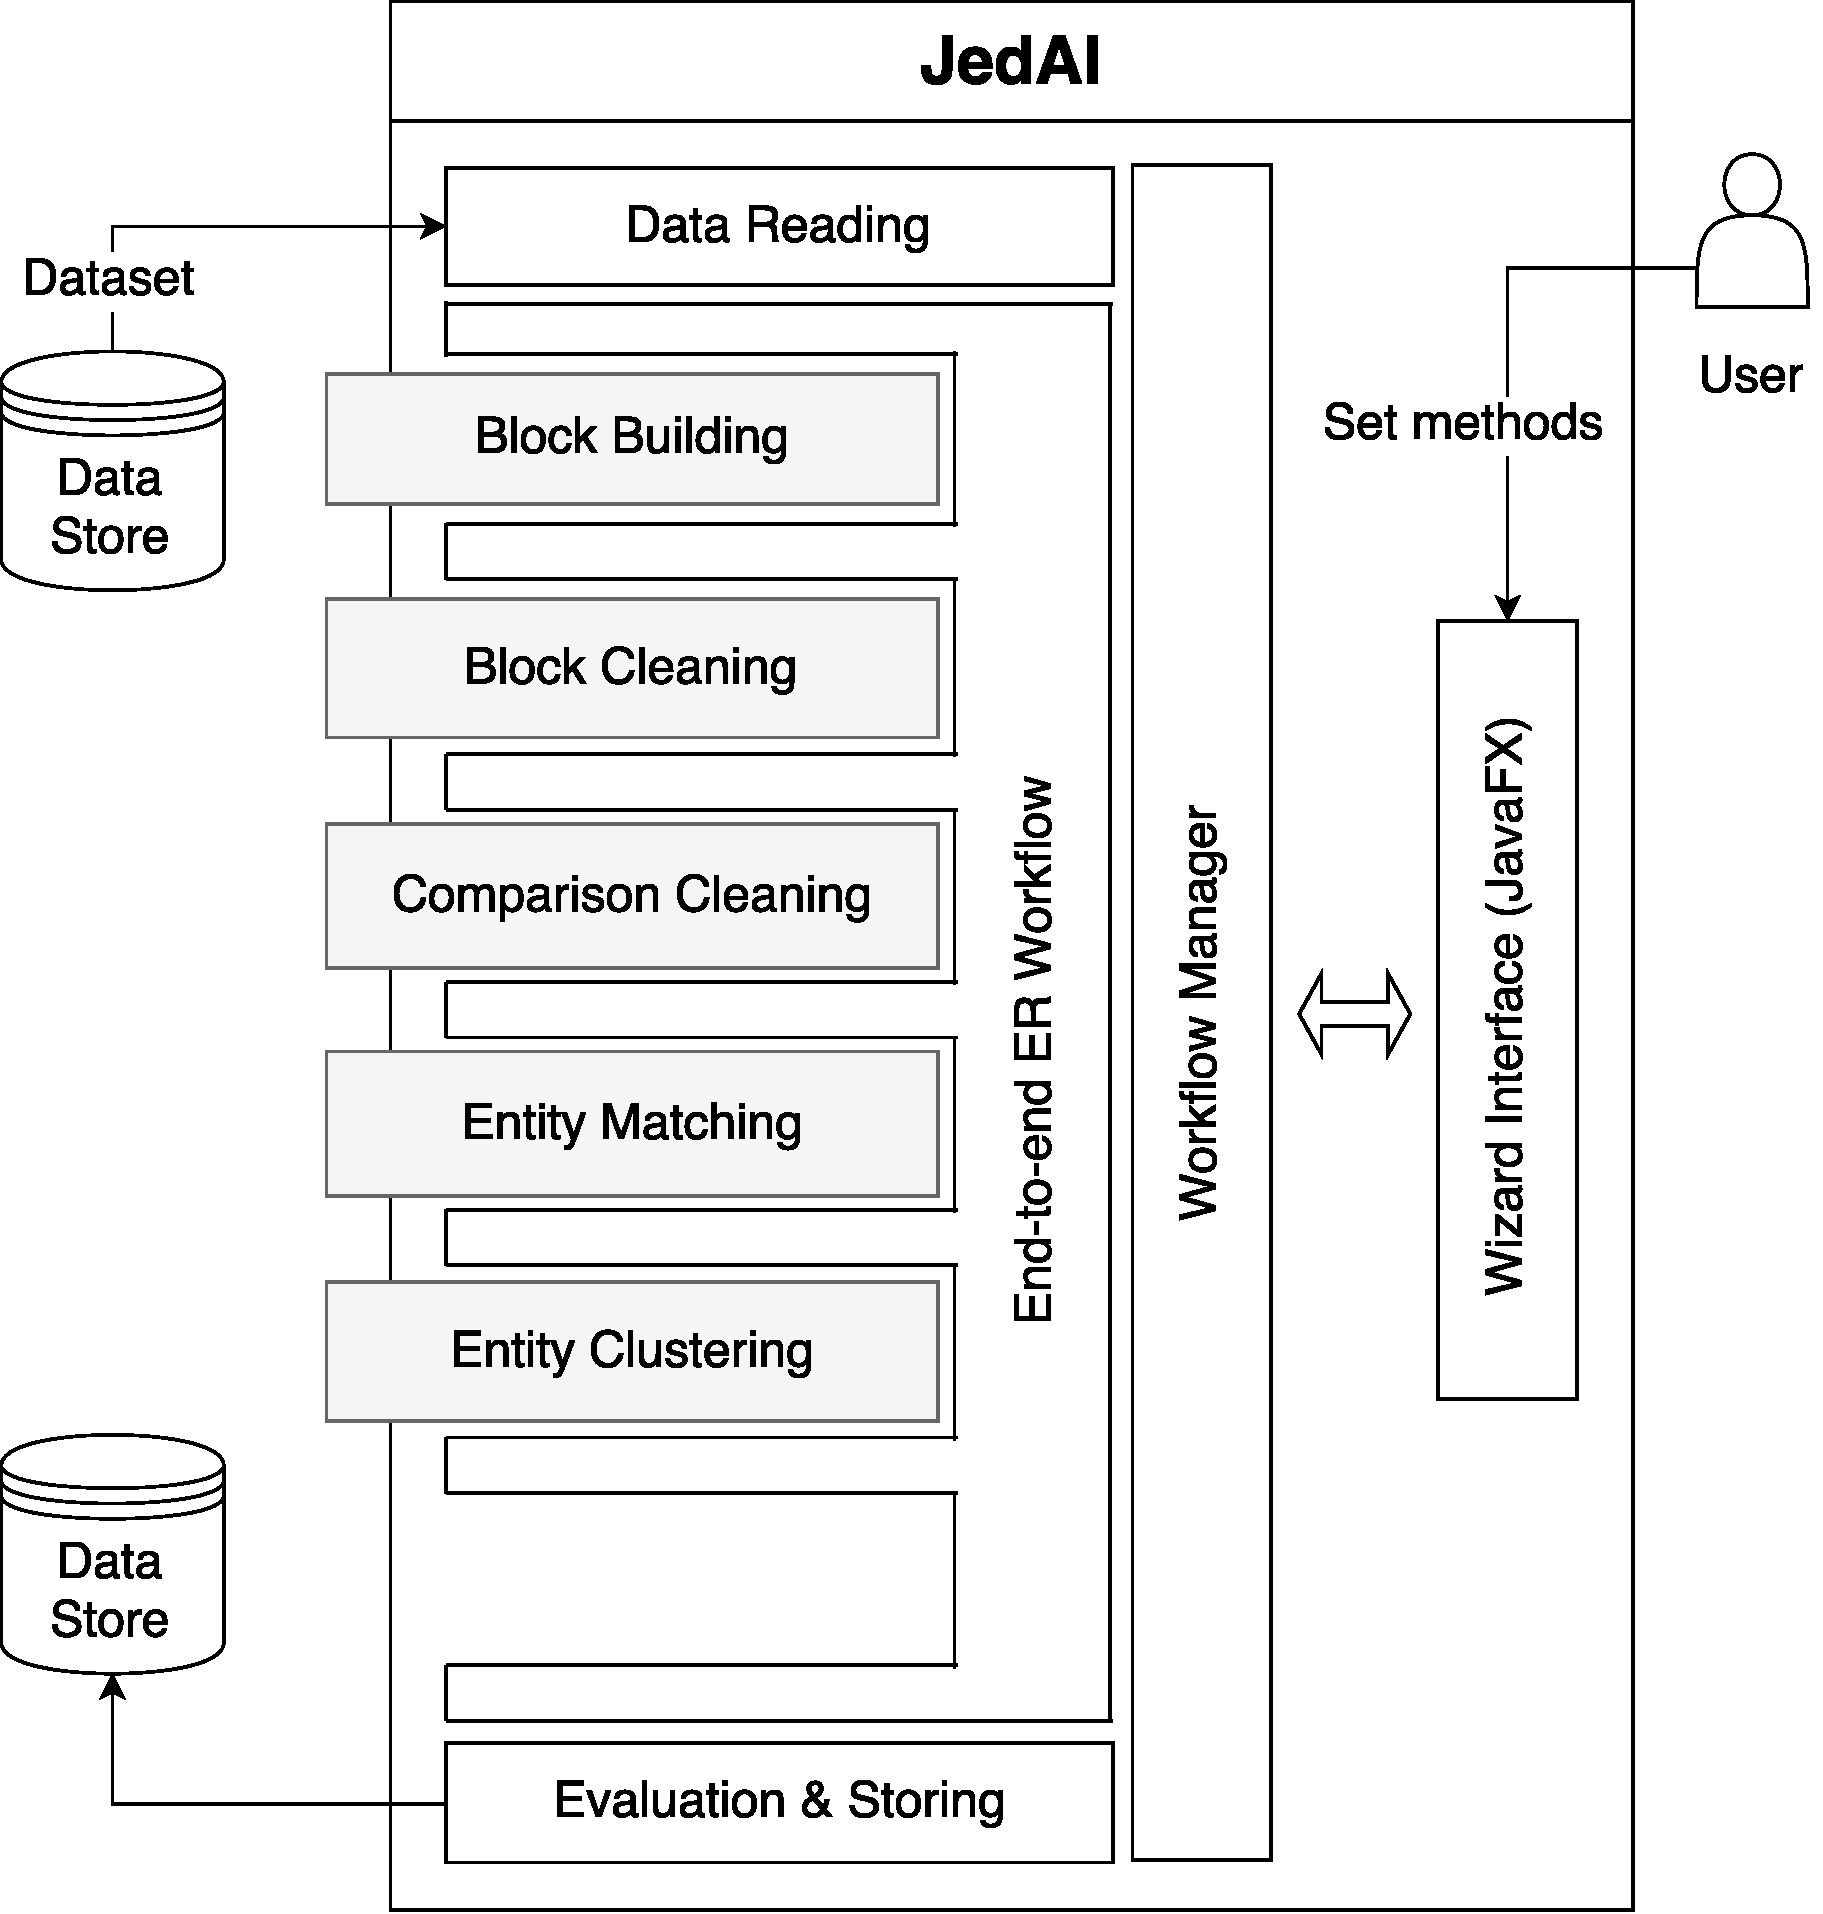 JedAI
Data Reading
Dataset
Data
Store
User
Set methods
Block Building
Block Cleaning
Comparison Cleaning
Entity Matching
Entity Clustering
End-to-end ER Workflow
Workflow Manager
Wizard Interface (JavaFX)
Data
Store
Evaluation & Storing